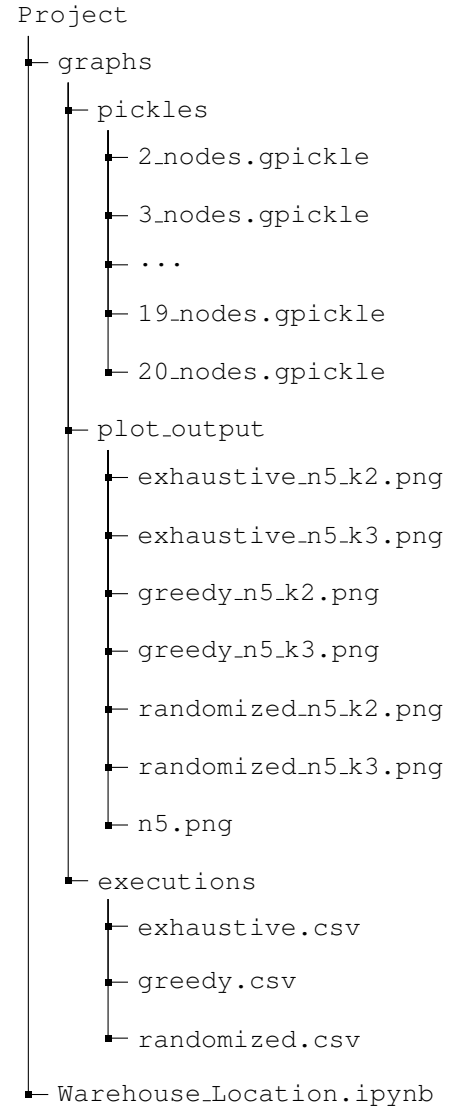 Project
graphs
pickles
2_nodes.gpickle
3_nodes.gpickle
...
19_nodes.gpickle
20_nodes.gpickle
plot_output
exhaustive_n5_k2.png
exhaustive_n5_k3.png
greedy_n5_k2.png
greedy_n5_k3.png
randomized_n5_k2.png
randomized_n5_k3.png
n5.png
executions
exhaustive.csv
greedy.csv
randomized.csv
Warehouse_Location.ipynb